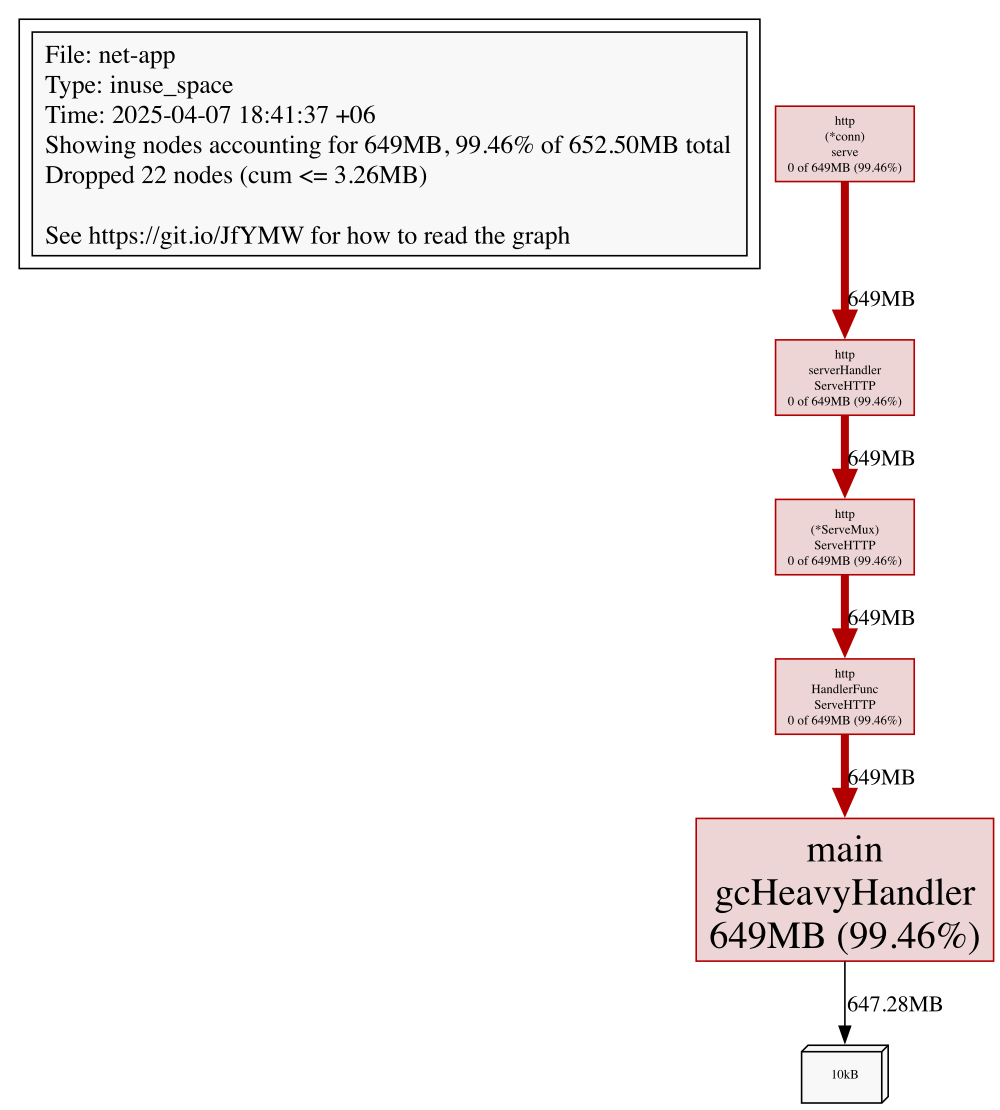 File: net-app
Type: inuse_space
Time: 2025-04-07 18:41:37 +06
Showing nodes accounting for 649MB, 99.46% of 652.50MB total
Dropped 22 nodes (cum <= 3.26MB)
See https://git.io/JfYMW for how to read the graph
http
(*conn)
serve
0 of 649MB (99.46%)
649MB
http
serverHandler
ServeHTTP
0 of 649MB (99.46%)
649MB
http
(*ServeMux)
ServeHTTP
0 of 649MB (99.46%)
649MB
http
HandlerFunc
ServeHTTP
0 of 649MB (99.46%)
649MB
main
gcHeavyHandler
649MB (99.46%)
647.28MB
10kB